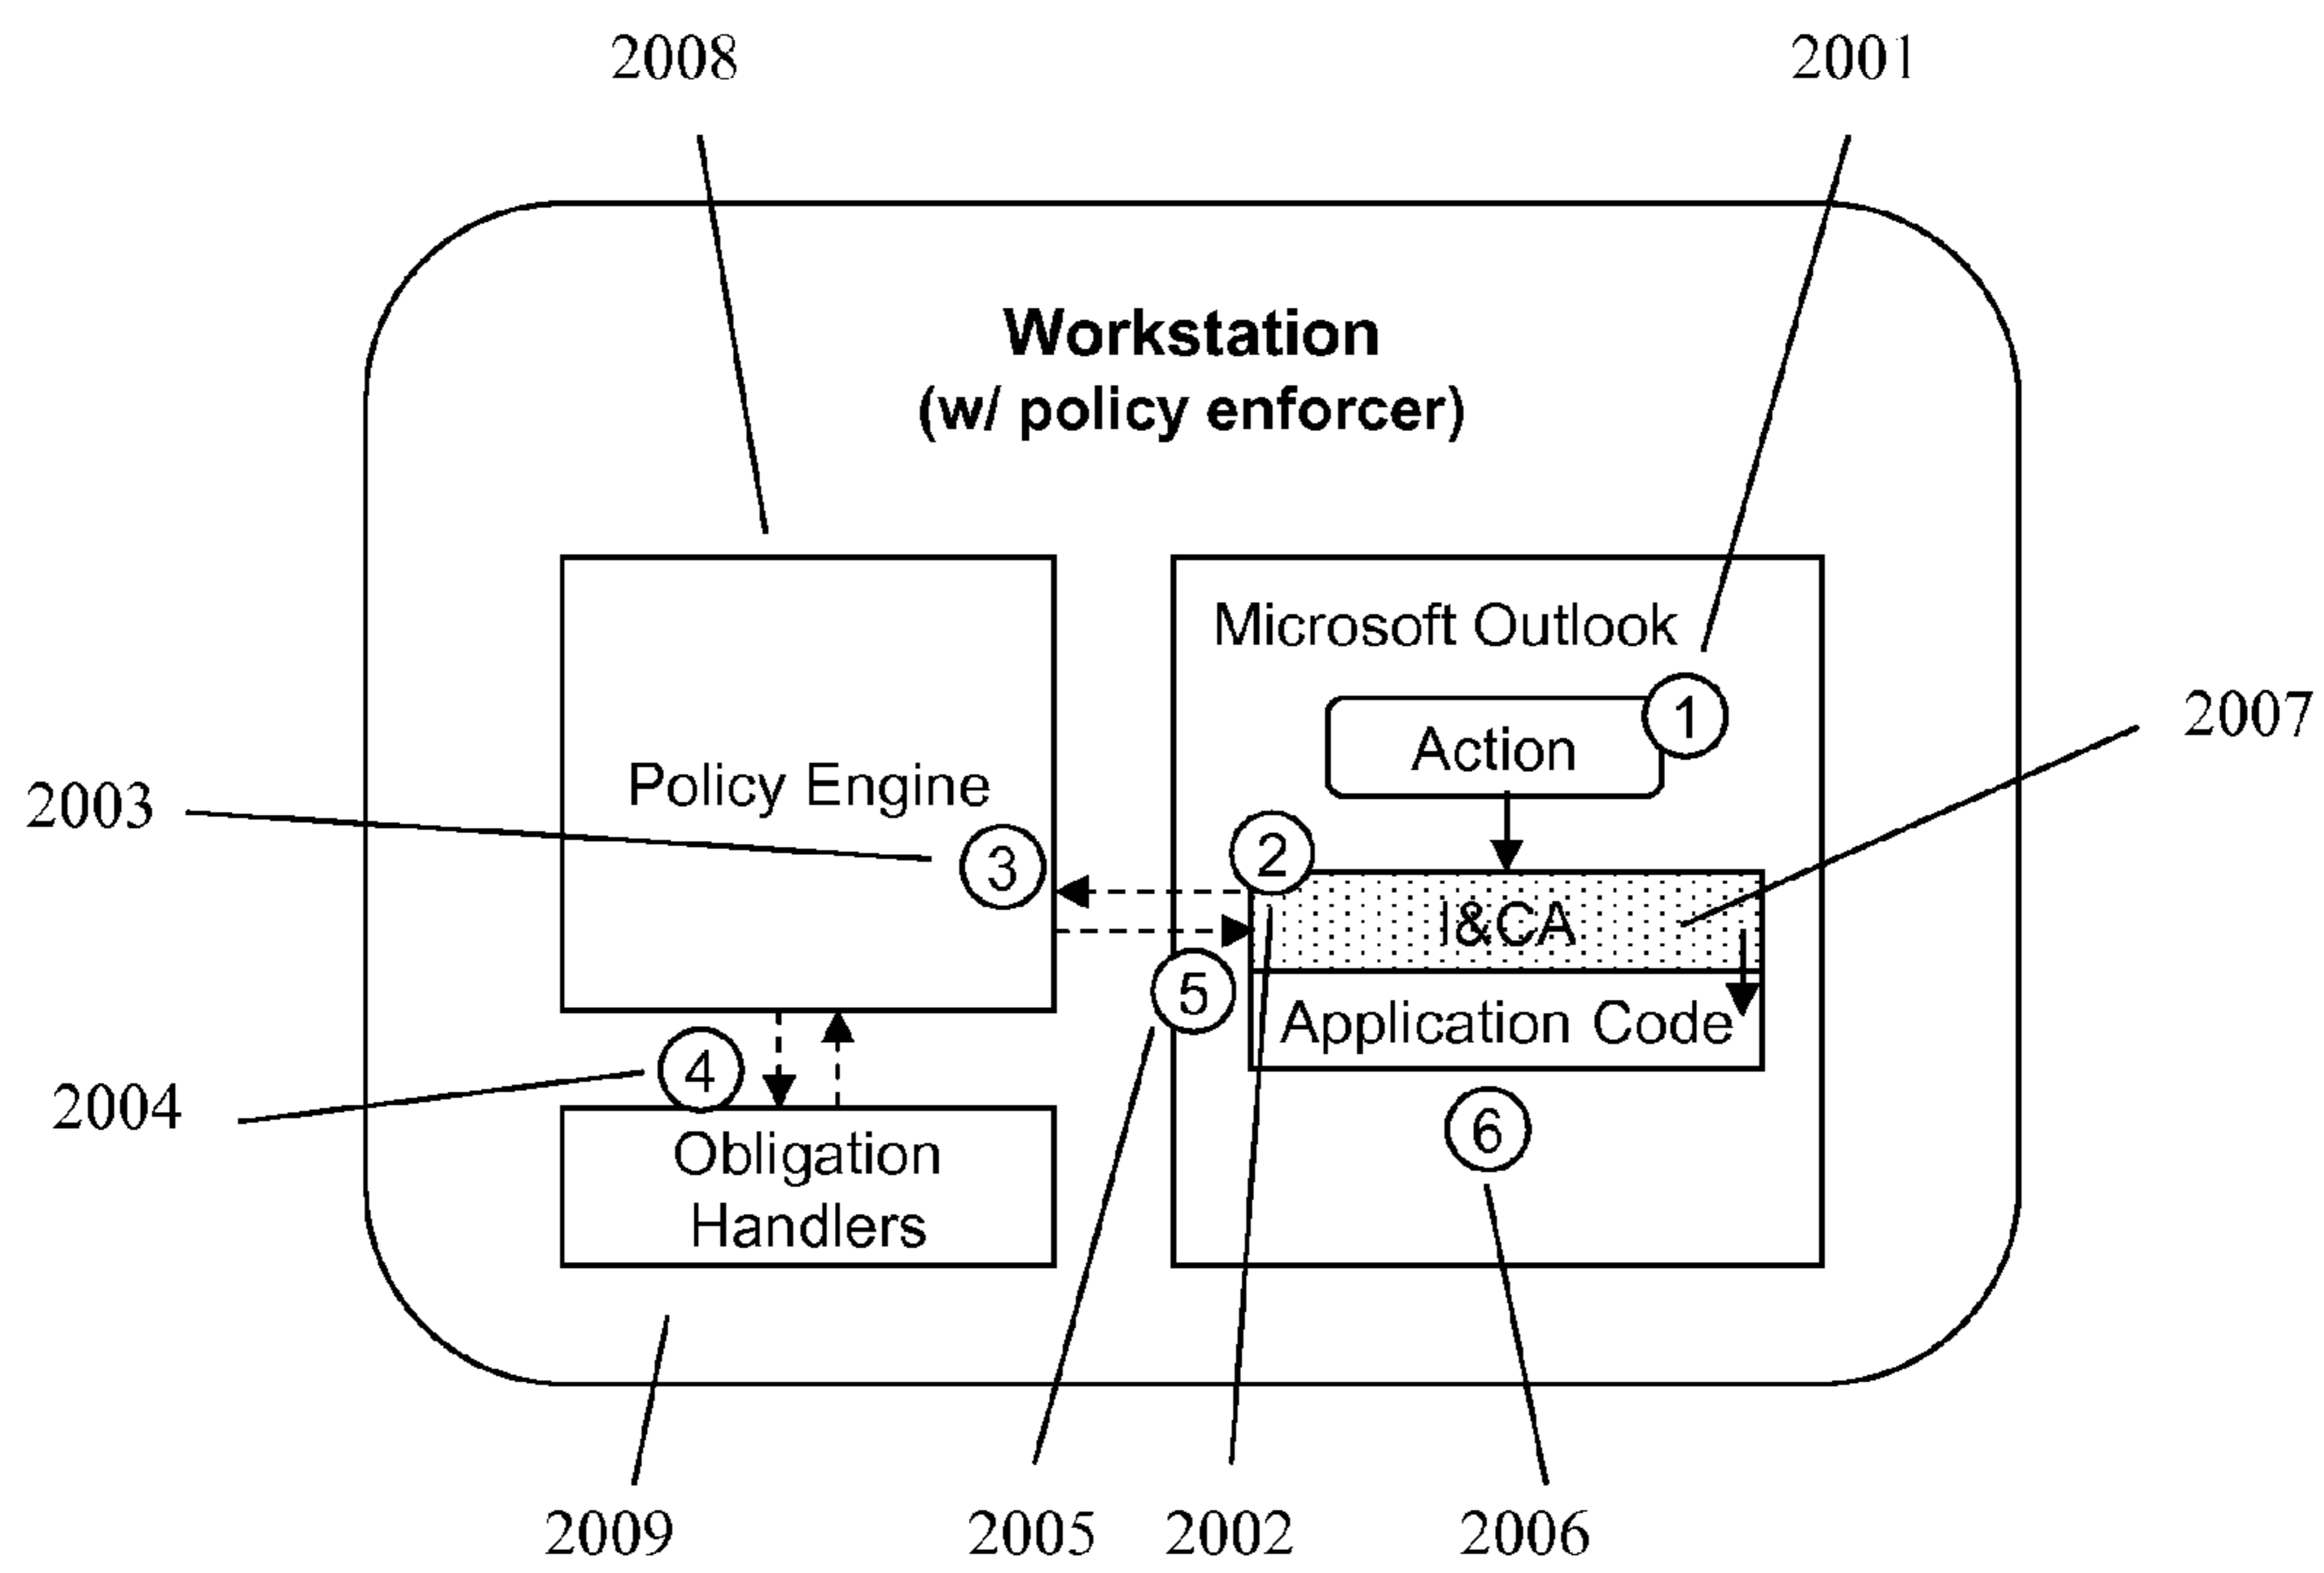 2008
2001
Workstation
(w/ policy enforcer)
Microsoft Outlook
1
Action
2007
Policy Engine
2003
3
2
I&CA
5
Application Code
4
2004
6
Obligation
Handlers
2009
2005
2002
2006